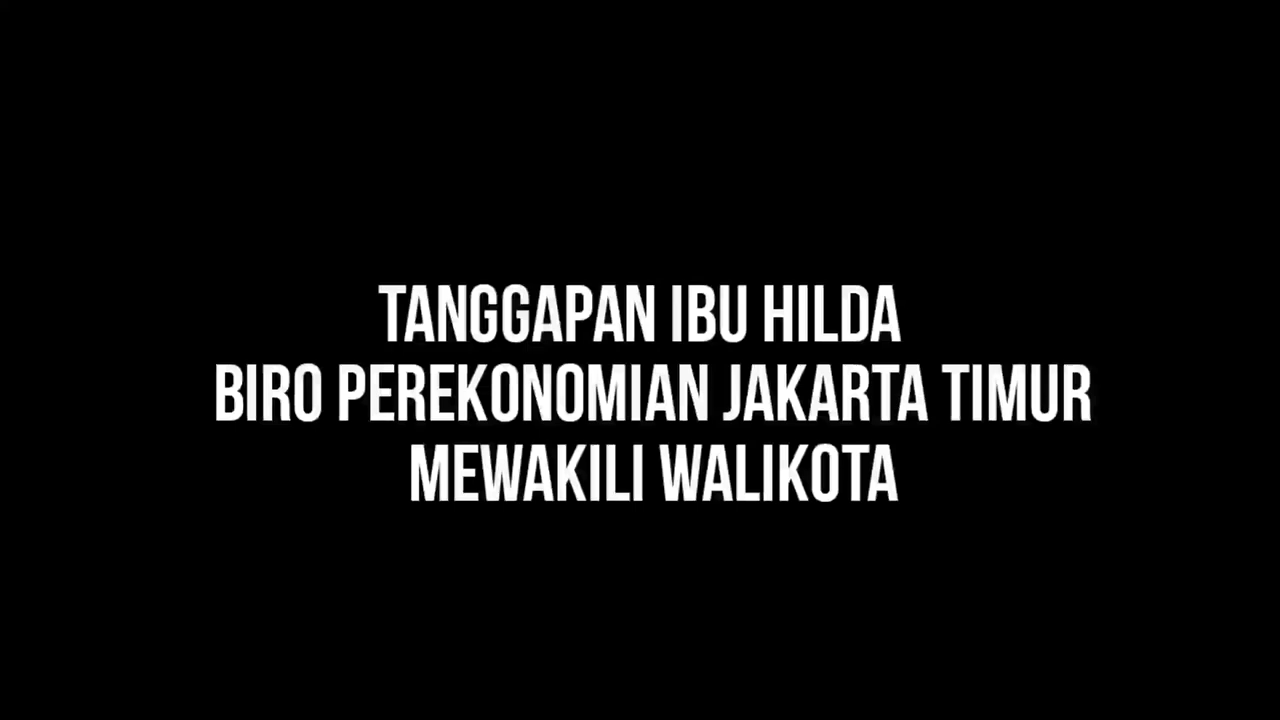 TANGGAPAN IBU HILDA
BIRO PEREKONOMIAN JAKARTA TIMUR
MEWAKILI WALIKOTA